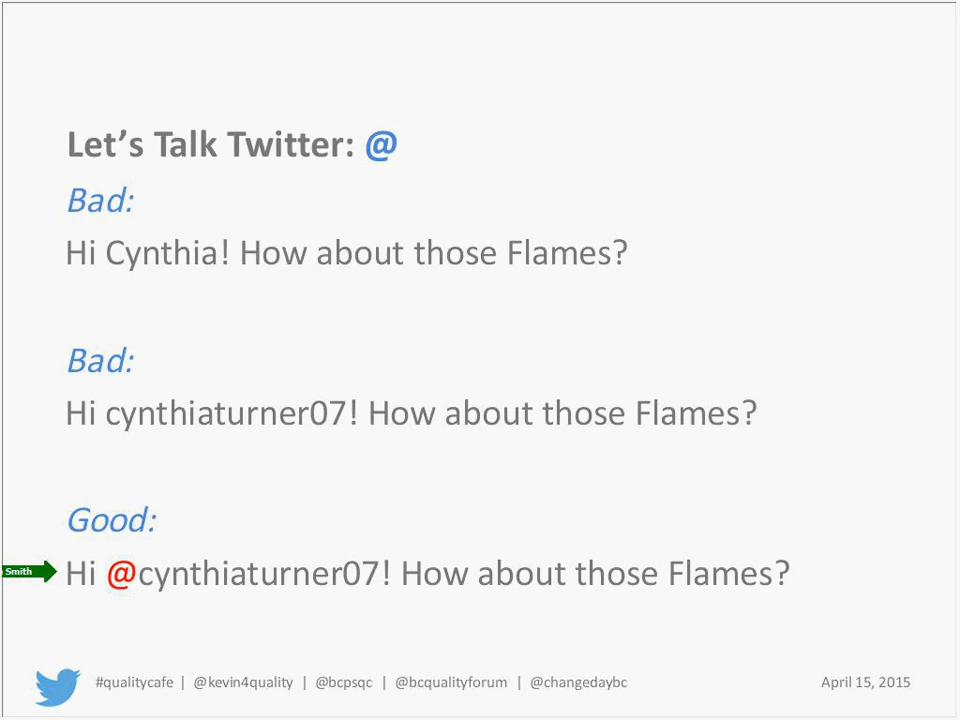 Let’s Talk Twitter: @
Bad:
Hi Cynthia! How about those Flames?
Bad:
Hi cynthiaturner07! How about those Flames?
Good:
Smith
Hi @cynthiaturner07! How about those Flames?
#qualitycafe | @kevin4quality | @bcpsqc | @bcqualityforum | @changedaybc
April 15, 2015